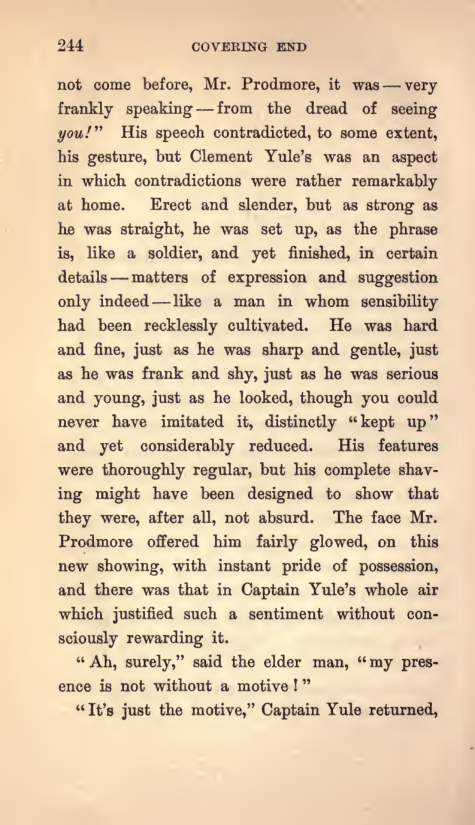 244 COVERING END
not come before, Mr. Prodmore, it was — very
frankly speaking — from the dread of seeing
you!" His speech contradicted, to some extent,
his gesture, but Clement Yule's was an aspect
in which contradictions were rather remarkably
at home. Erect and slender, but as strong as
he was straight, he was set up, as the phrase
is, like a soldier, and yet finished, in certain
details — matters of expression and suggestion
only indeed — like a man in whom sensibility
had been recklessly cultivated. He was hard
and fine, just as he was sharp and gentle, just
as he was frank and shy, just as he was serious
and young, just as he looked, though you could
never have imitated it, distinctly "kept up"
and yet considerably reduced. His features
were thoroughly regular, but his complete shav-
ing might have been designed to show that
they were, after all, not absurd. The face Mr.
Prodmore offered him fairly glowed, on this
new showing, with instant pride of possession,
and there was that in Captain Yule's whole air
which justified such a sentiment without con-
sciously rewarding it.
"Ah, surely," said the elder man, "my pres-
ence is not without a motive!"
"It's just the motive," Captain Yule returned,